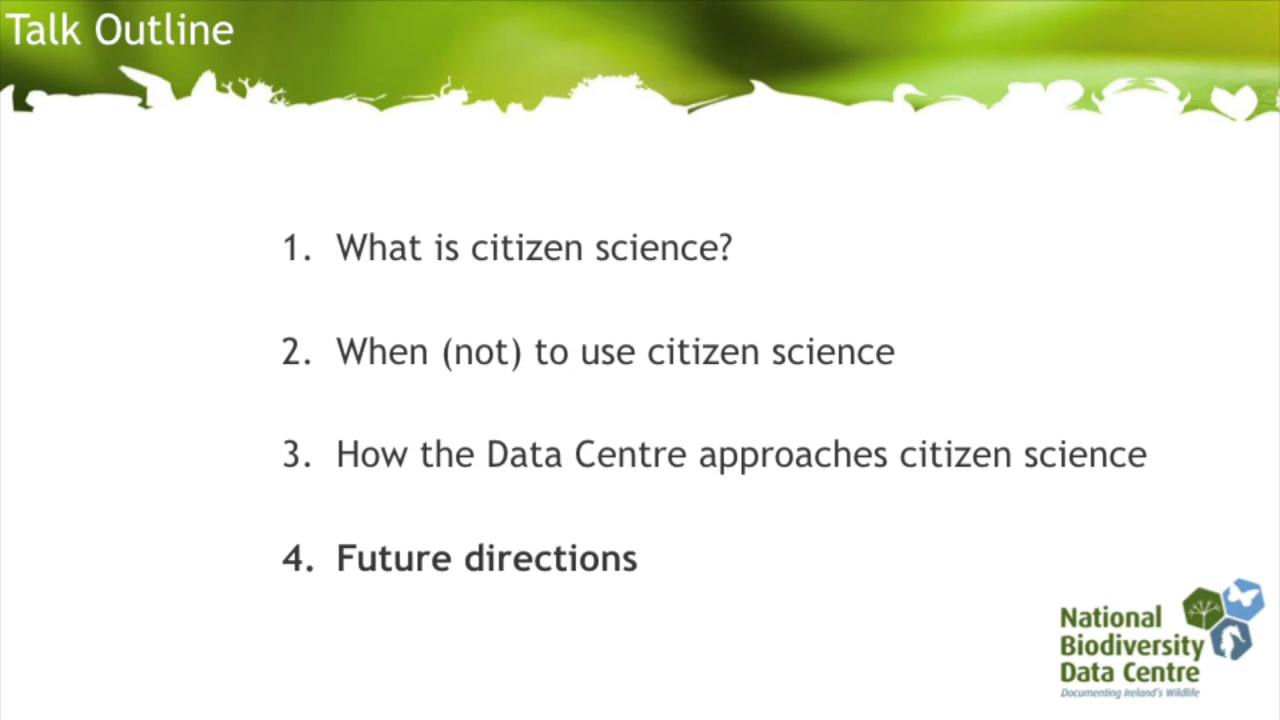 Talk Outline
1. What is citizen science?
2. When (not) to use citizen science
3. How the Data Centre approaches citizen science
4. Future directions
National
Biodiversity
Data Centre
Documenting Ireland's Wildlife